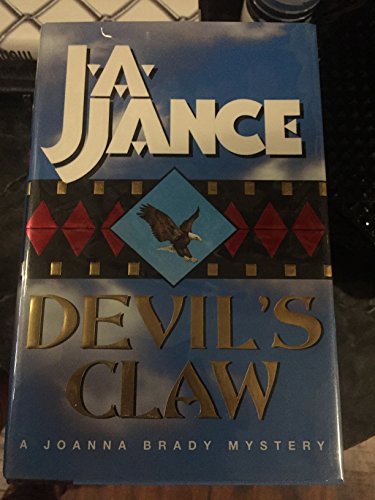 J.A.
JANCE
DEVIL'S
CLAW
A JOANNA BRADY MYSTERY